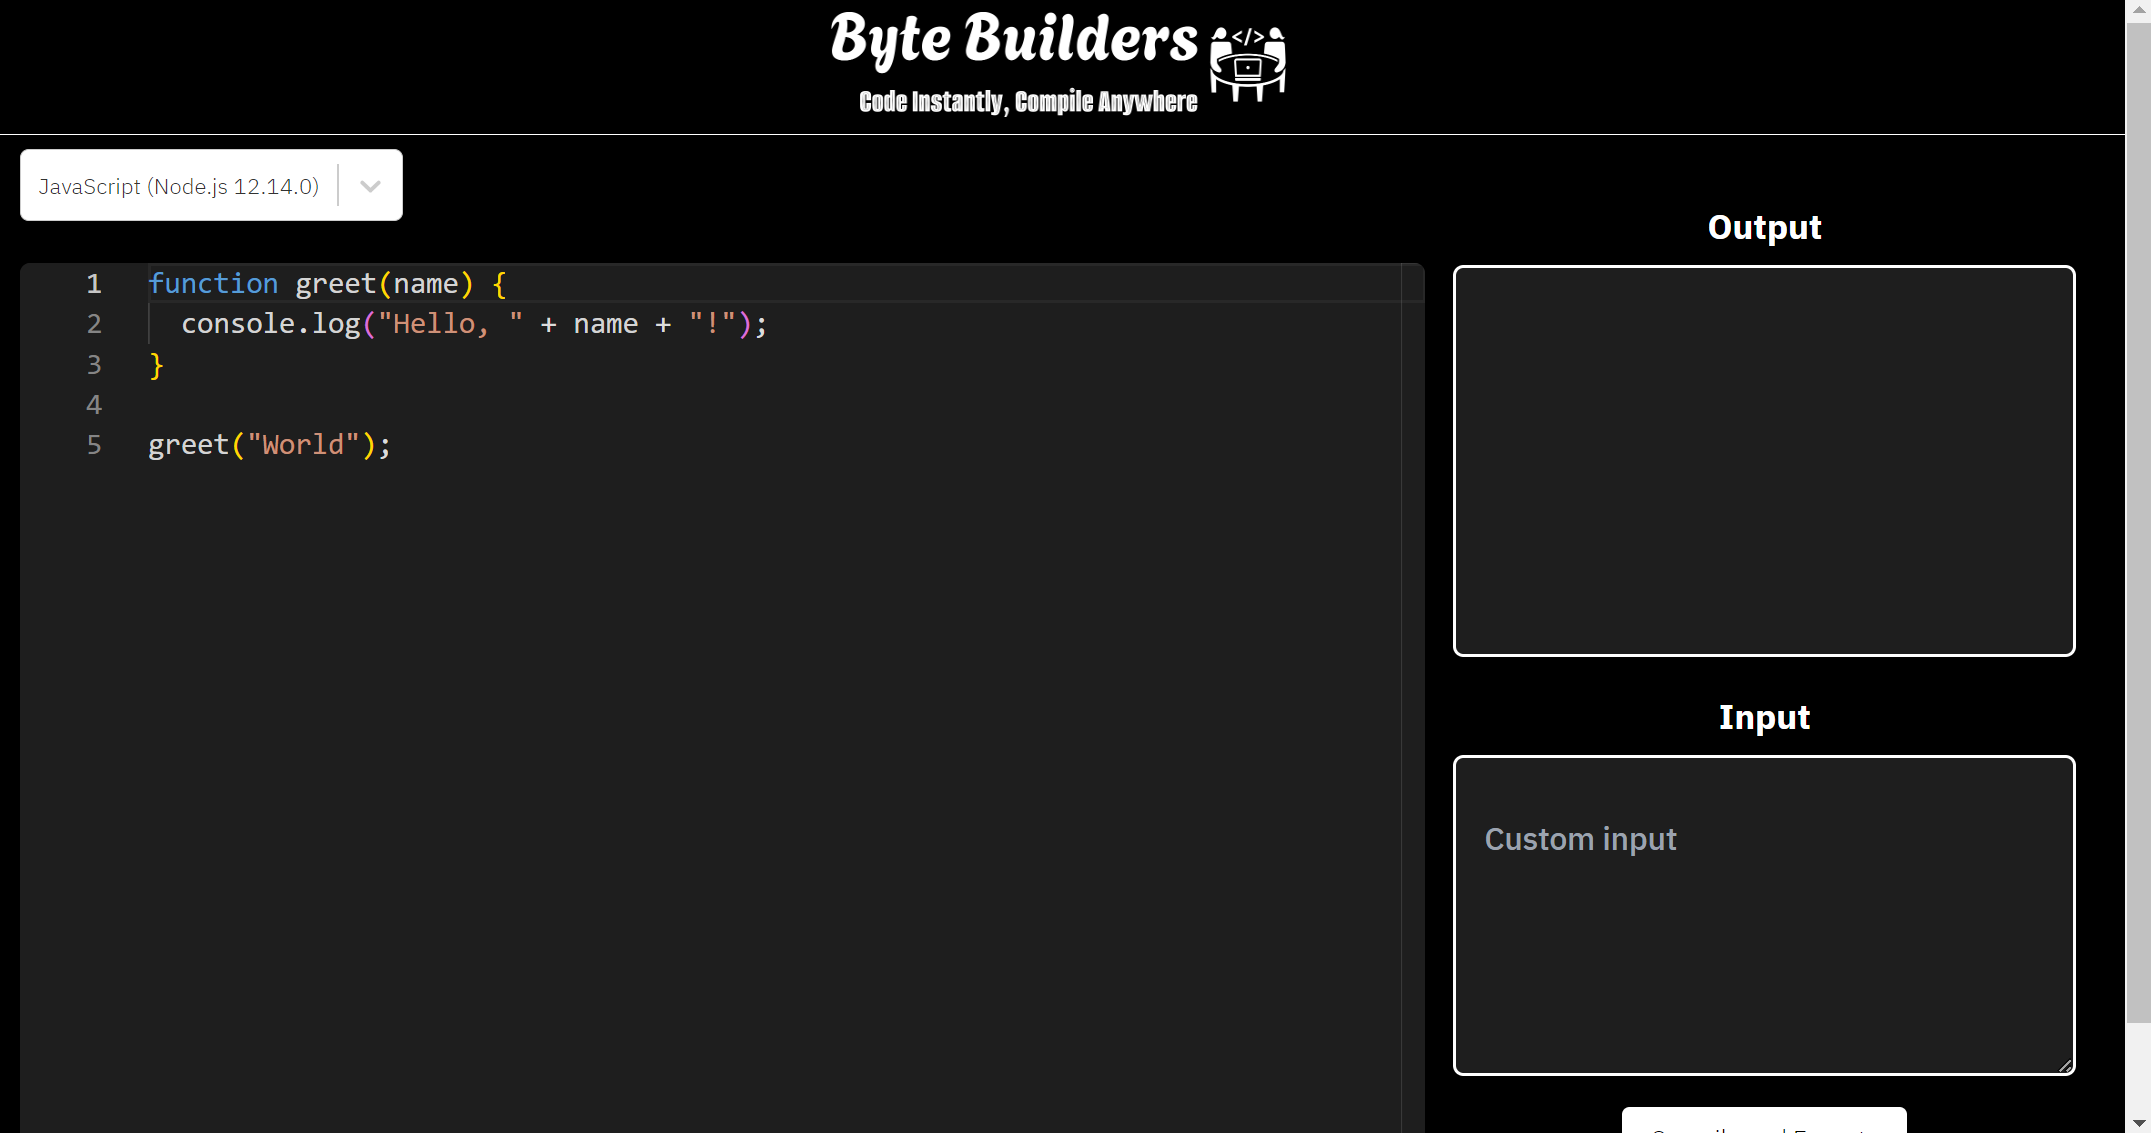 Byte Builders
</>
Code Instantly, Compile Anywhere
JavaScript (Node.js 12.14.0)
1 function greet(name) {
2   console.log("Hello, " + name + "!");
3 }
4
5 greet("World");
Output
Input
Custom input